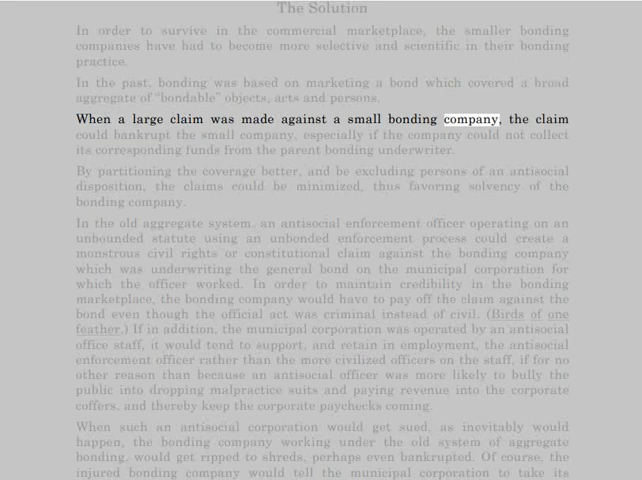 The Solution
In order to survive in the commercial marketplace, the smaller bonding
companies have had to become more selective and scientific in their bonding
practice.
In the past, bonding was based on marketing a bond which covered a broad
aggregate of "bondable" objects, acts and persons.
When a large claim was made against a small bonding company, the claim
could bankrupt the small company, especially if the company could not collect
its corresponding funds from the parent bonding underwriter.
By partitioning the coverage better, and be excluding persons of an antisocial
disposition, the claims could be minimized, thus favoring solvency of the
bonding company.
In the old aggregate system, an antisocial enforcement officer operating on an
unbounded statute using an unbonded enforcement process could create a
monstrous civil rights or constitutional claim against the bonding company
which was underwriting the general bond on the municipal corporation for
which the officer worked. In order to maintain credibility in the bonding
marketplace, the bonding company would have to pay off the claim against the
bond even though the official act was criminal instead of civil. (Birds of one
feather.) If in addition, the municipal corporation was operated by an antisocial
office staff, it would tend to support, and retain in employment, the antisocial
enforcement officer rather than the more civilized officers on the staff, if for no
other reason than because an antisocial officer was more likely to bully the
public into dropping malpractice suits and paying revenue into the corporate
coffers, and thereby keep the corporate paychecks coming.
When such an antisocial corporation would get sued, as inevitably would
happen, the bonding company working under the old system of aggregate
bonding, would get ripped to shreds, perhaps even bankrupted. Of course, the
injured bonding company would tell the municipal corporation to take its